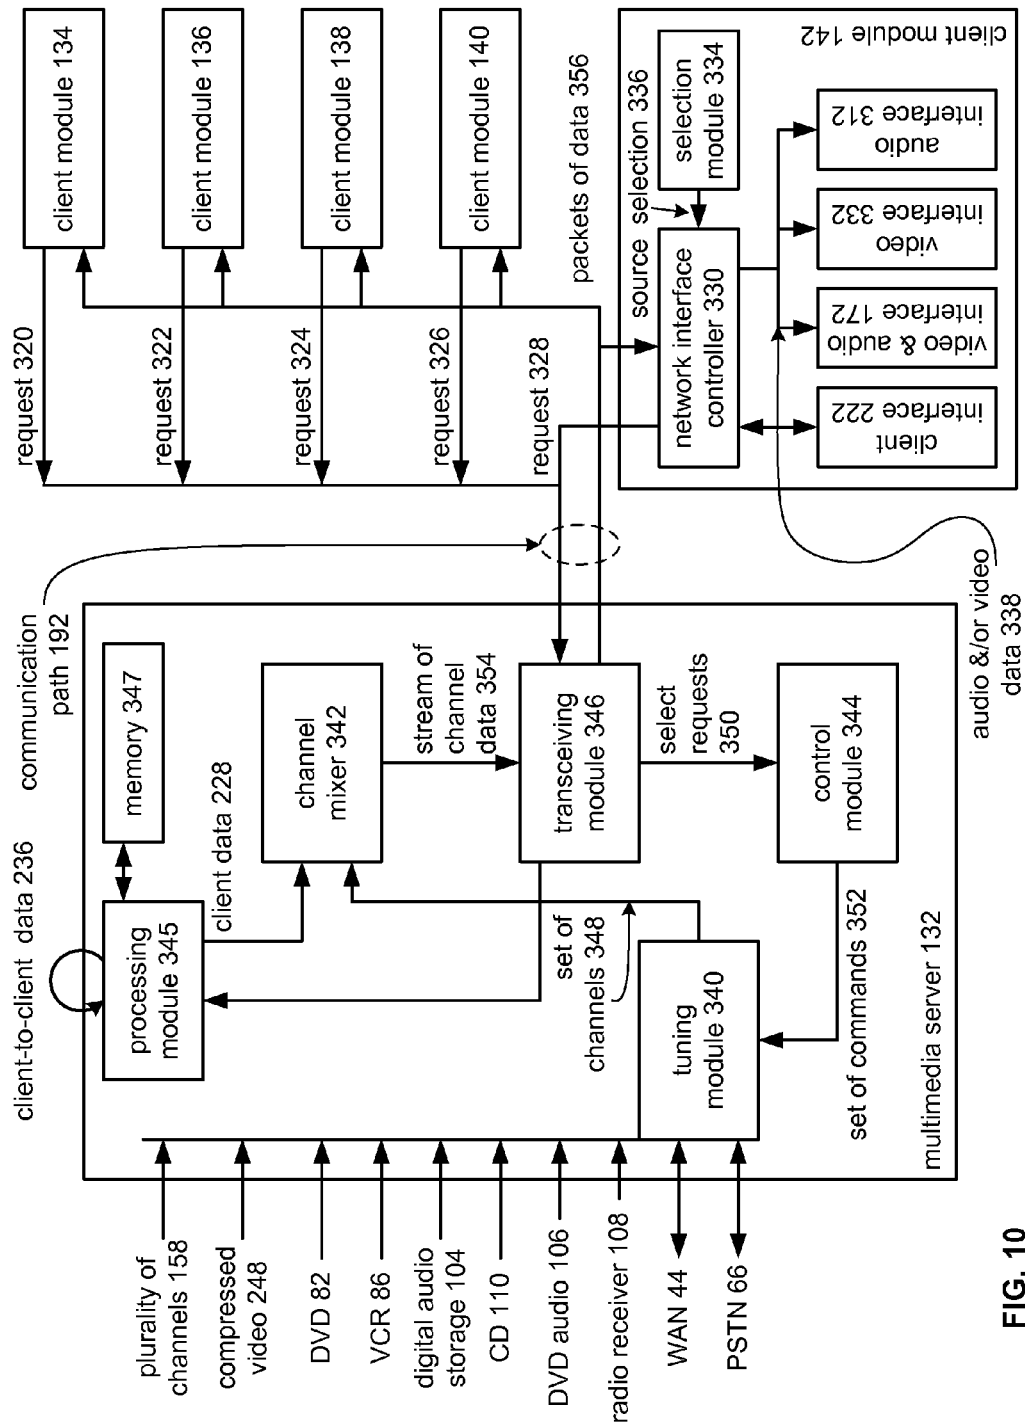 client-to-client data 236
communication
path 192
processing
module 345
memory 347
client data 228
channel
mixer 342
stream of
channel
data 354
transceiving
module 346
select
requests
350
control
module 344
set of
channels 348
tuning
module 340
set of commands 352
multimedia server 132
plurality of
channels 158
compressed
video 248
DVD 82
VCR 86
digital audio
storage 104
CD 110
DVD audio 106
radio receiver 108
WAN 44
PSTN 66
request 320
request 322
request 324
request 326
request 328
client module 134
client module 136
client module 138
client module 140
packets of data 356
source selection 336
network interface
controller 330
selection
module 334
client
interface 222
video & audio
interface 172
video
interface 332
audio
interface 312
client module 142
audio &/or video
data 338
FIG. 10